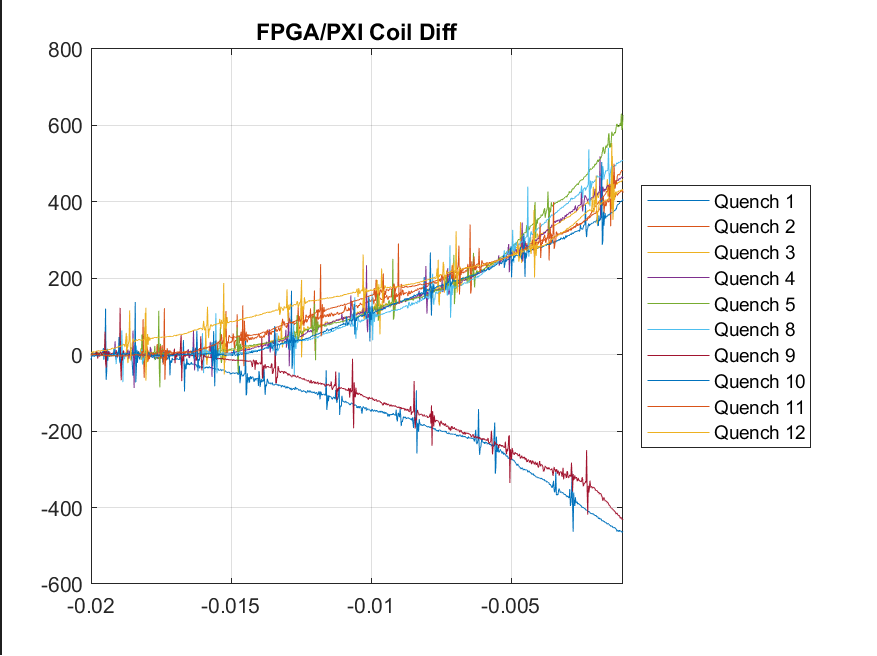 FPGA/PXI Coil Diff
800
600
400
200
0
-200
-400
-600
-0.02 -0.015 -0.01 -0.005
Quench 1
Quench 2
Quench 3
Quench 4
Quench 5
Quench 8
Quench 9
Quench 10
Quench 11
Quench 12